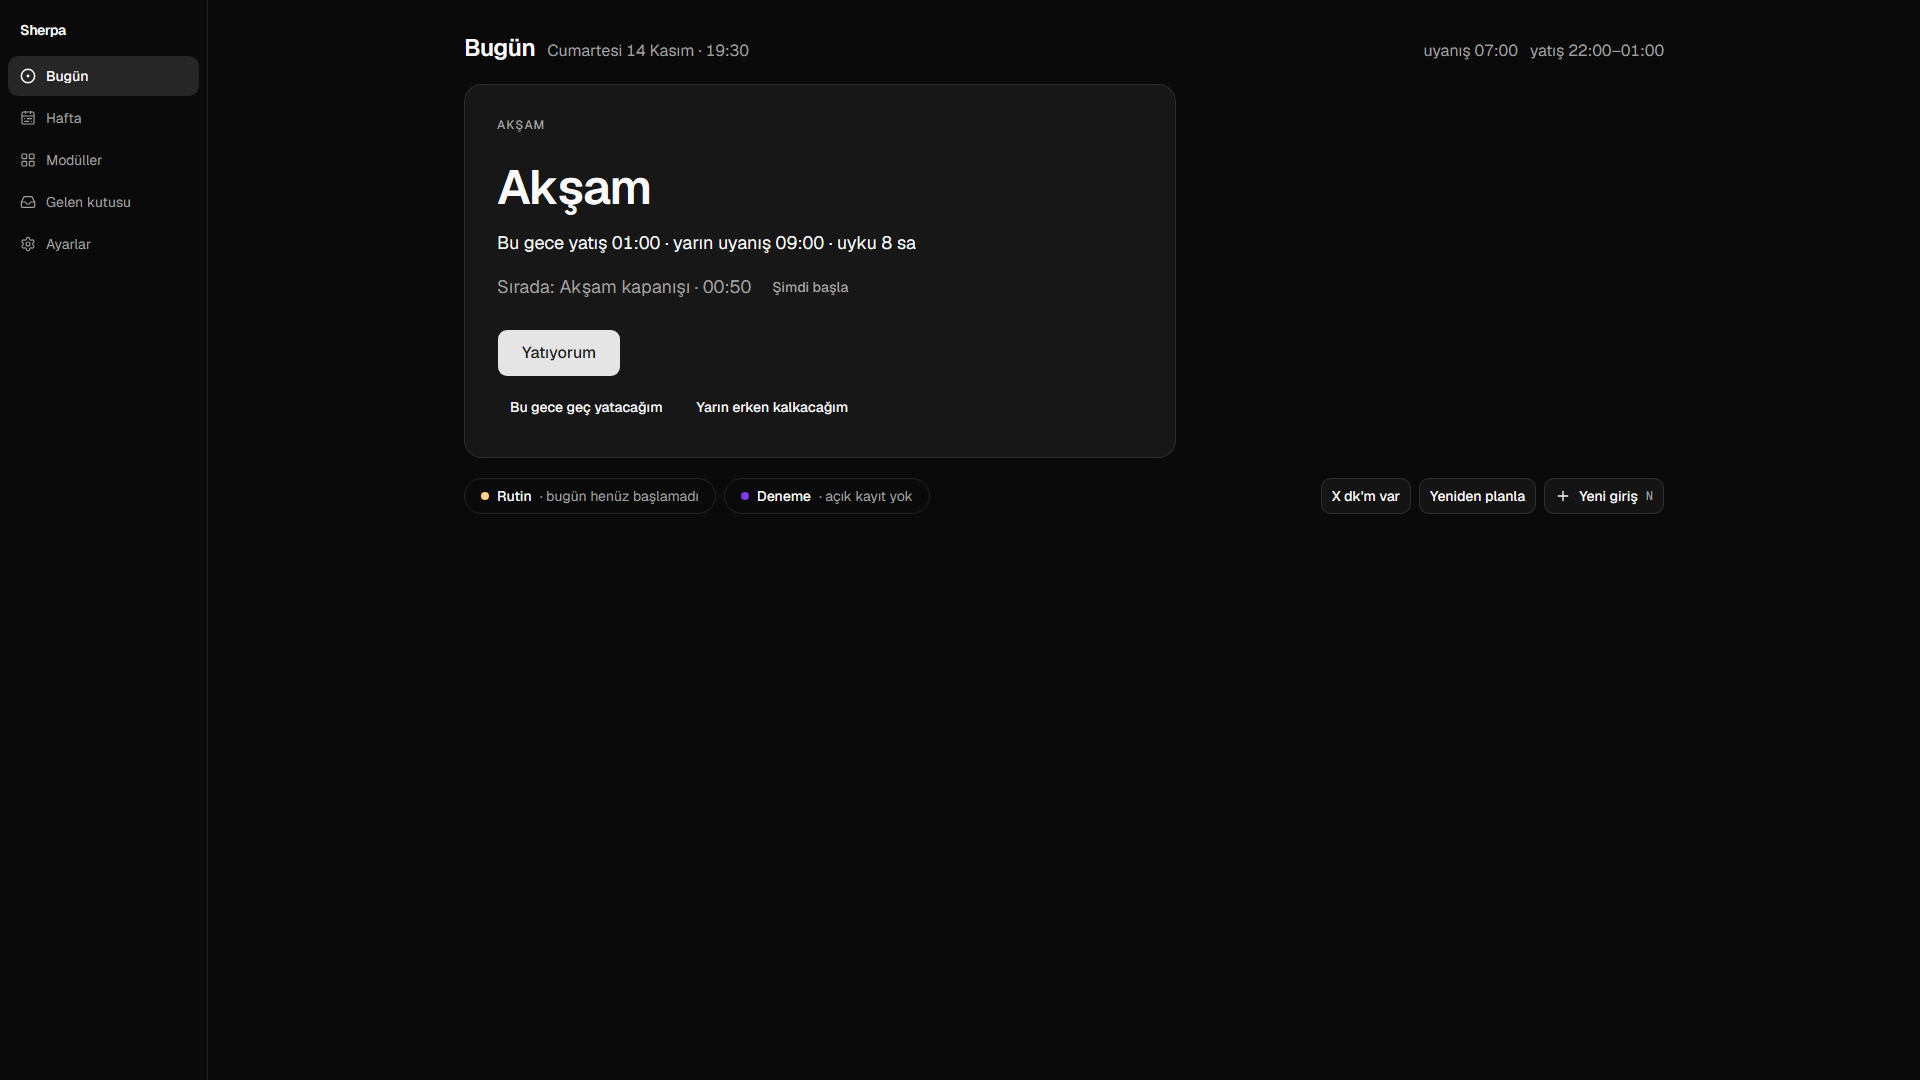 Sherpa
Bugün
Hafta
Modüller
Gelen kutusu
Ayarlar
Bugün Cumartesi 14 Kasım · 19:30
uyanış 07:00 yatış 22:00–01:00
AKŞAM
Akşam
Bu gece yatış 01:00 · yarın uyanış 09:00 · uyku 8 sa
Sırada: Akşam kapanışı · 00:50 Şimdi başla
Yatıyorum
Bu gece geç yatacağım Yarın erken kalkacağım
Rutin · bugün henüz başlamadı Deneme · açık kayıt yok
X dk'm var Yeniden planla + Yeni giriş N